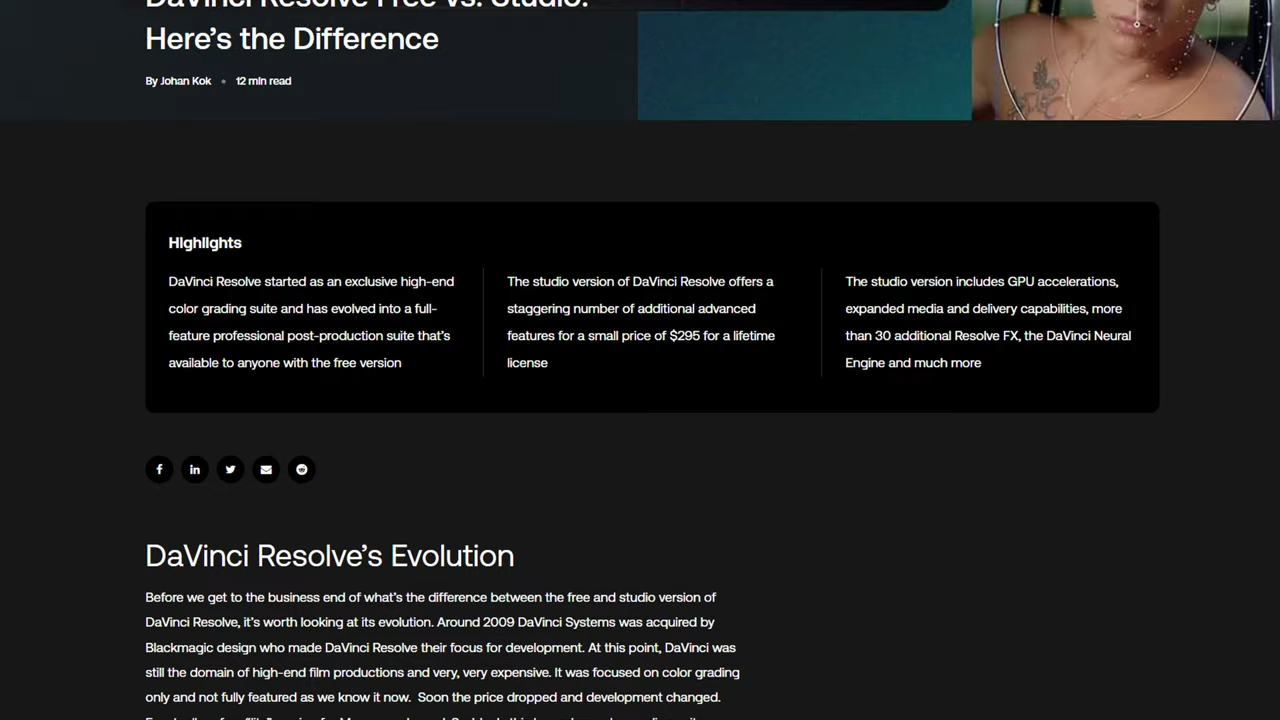 DaVinci Resolve Free vs. Studio:
Here’s the Difference
By Johan Kok • 12 min read
Highlights
DaVinci Resolve started as an exclusive high-end
color grading suite and has evolved into a full-
feature professional post-production suite that’s
available to anyone with the free version
The studio version of DaVinci Resolve offers a
staggering number of additional advanced
features for a small price of $295 for a lifetime
license
The studio version includes GPU accelerations,
expanded media and delivery capabilities, more
than 30 additional Resolve FX, the DaVinci Neural
Engine and much more
DaVinci Resolve’s Evolution
Before we get to the business end of what’s the difference between the free and studio version of
DaVinci Resolve, it’s worth looking at its evolution. Around 2009 DaVinci Systems was acquired by
Blackmagic design who made DaVinci Resolve their focus for development. At this point, DaVinci was
still the domain of high-end film productions and very, very expensive. It was focused on color grading
only and not fully featured as we know it now. Soon the price dropped and development changed.